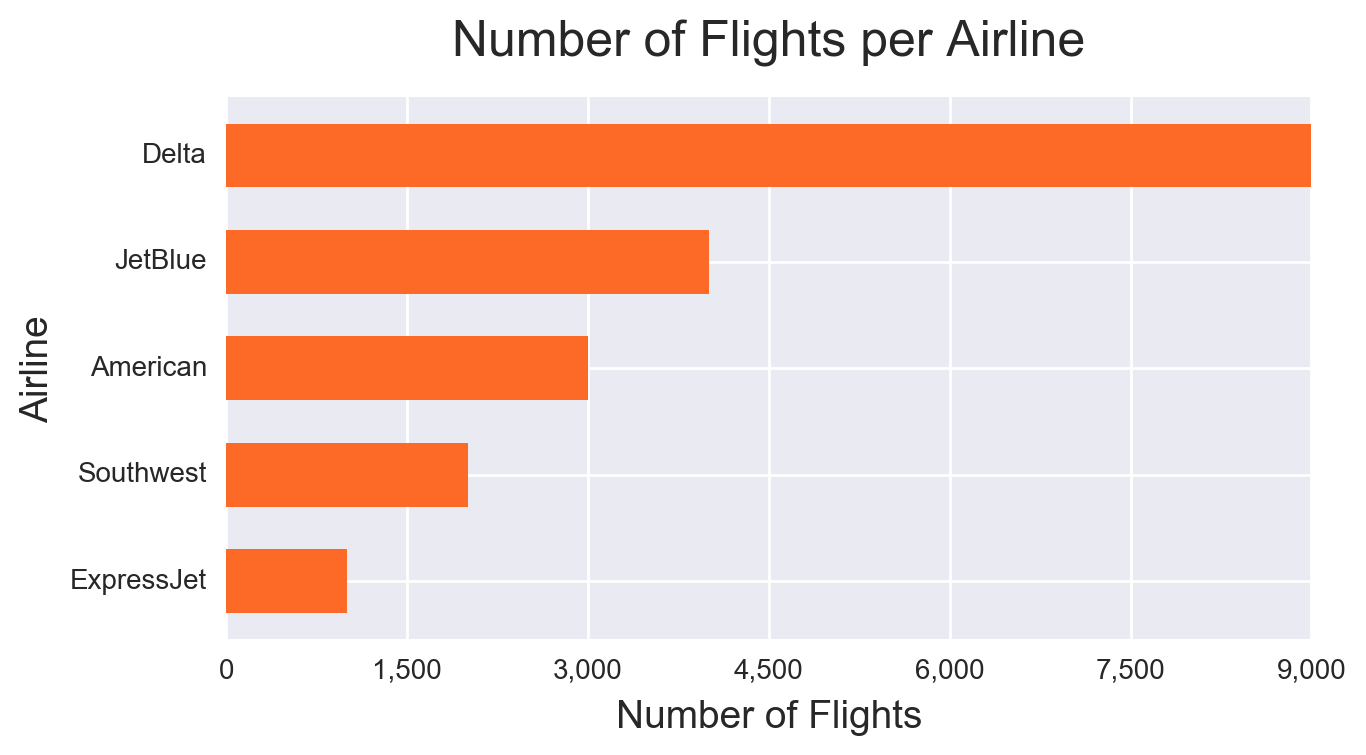 Number of Flights per Airline
Delta
JetBlue
American
Southwest
ExpressJet
Airline
0 1,500 3,000 4,500 6,000 7,500 9,000
Number of Flights